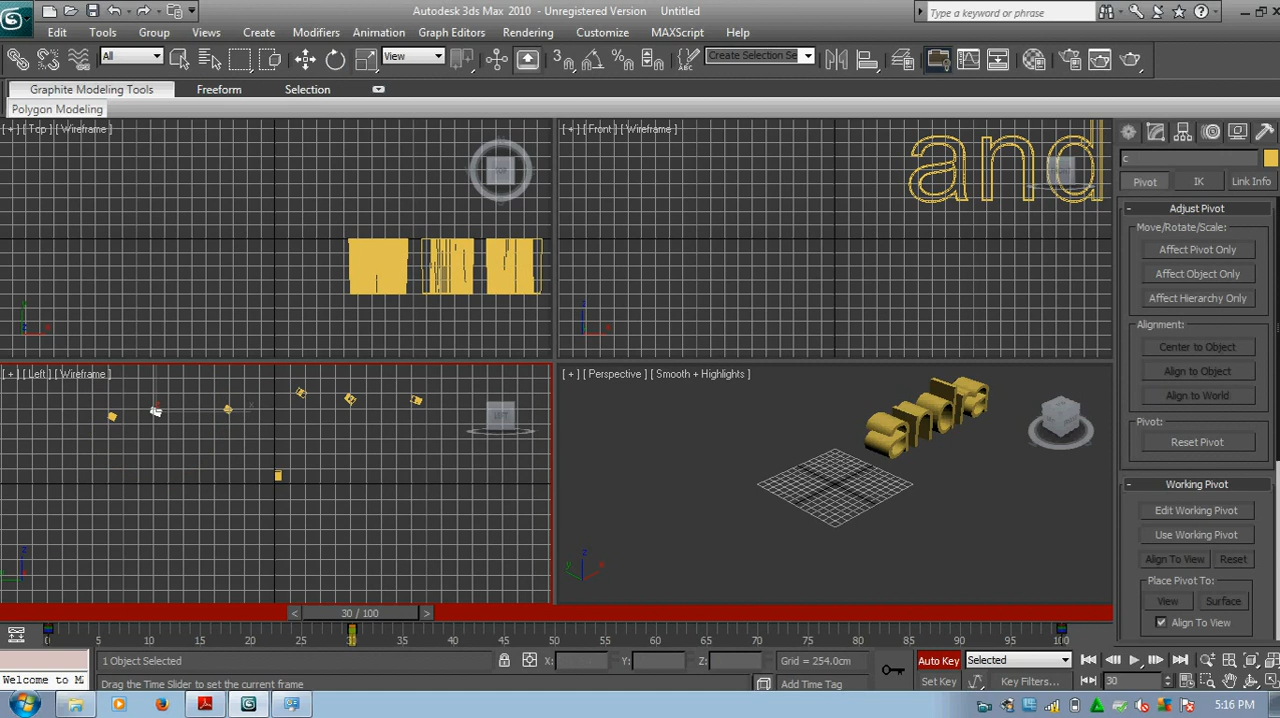 Autodesk 3ds Max 2010 - Unregistered Version Untitled
Type a keyword or phrase
Edit Tools Group Views Create Modifiers Animation Graph Editors Rendering Customize MAXScript Help
All View Create Selection Se
Graphite Modeling Tools Freeform Selection
Polygon Modeling
[ + ] [ Top ] [ Wireframe ]
[ + ] [ Front ] [ Wireframe ]
TOP
and
c
Pivot IK Link Info
- Adjust Pivot
Move/Rotate/Scale:
Affect Pivot Only
Affect Object Only
Affect Hierarchy Only
Alignment:
Center to Object
Align to Object
Align to World
Pivot:
Reset Pivot
- Working Pivot
Edit Working Pivot
Use Working Pivot
Align To View Reset
Place Pivot To:
View Surface
Align To View
[ + ] [ Left ] [ Wireframe ]
LEFT
[ + ] [ Perspective ] [ Smooth + Highlights ]
x
z
z
y
x
< 30 / 100 >
0 5 10 15 20 25 30 35 40 45 50 55 60 65 70 75 80 85 90 95 100
1 Object Selected X: Y: Z: Grid = 254.0cm Auto Key Selected
Welcome to M Drag the Time Slider to set the current frame Add Time Tag Set Key Key Filters... 30
5:16 PM